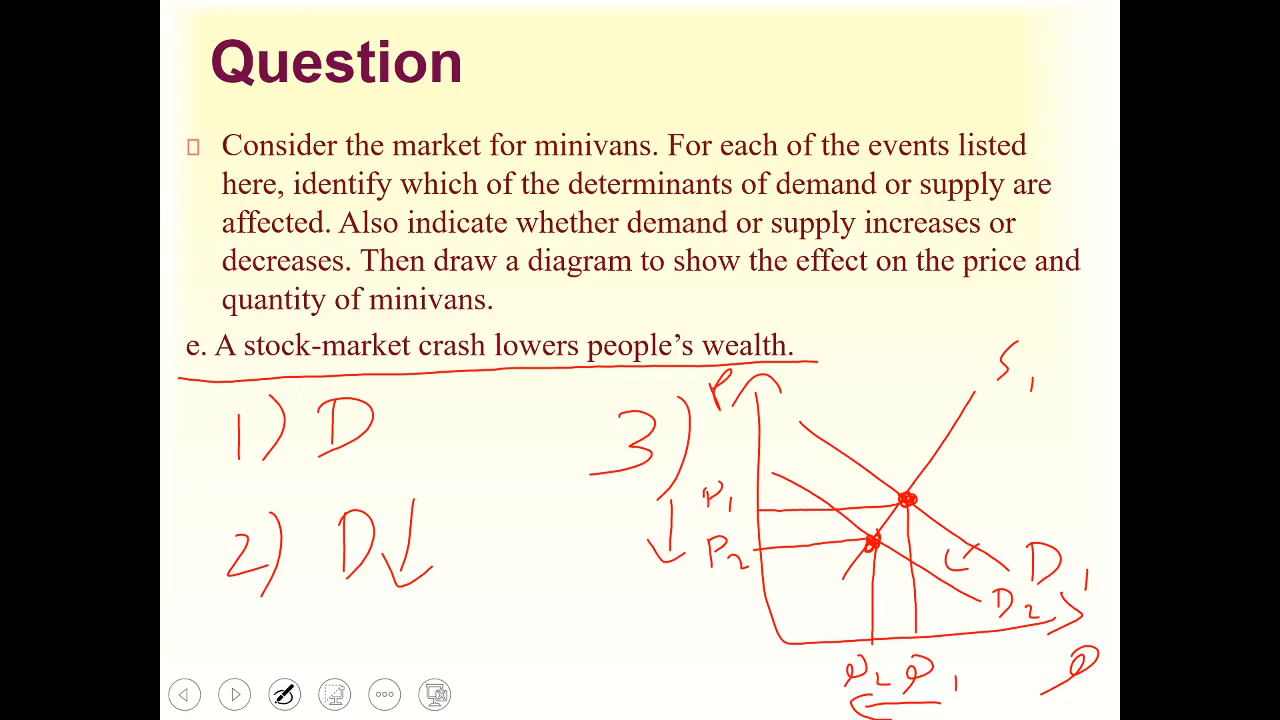 Question
Consider the market for minivans. For each of the events listed
here, identify which of the determinants of demand or supply are
affected. Also indicate whether demand or supply increases or
decreases. Then draw a diagram to show the effect on the price and
quantity of minivans.
e. A stock-market crash lowers people's wealth.
1) D
2) D↓
3)
P
S1
P1
↓ P2
D1
D2
Q2 Q1
Q